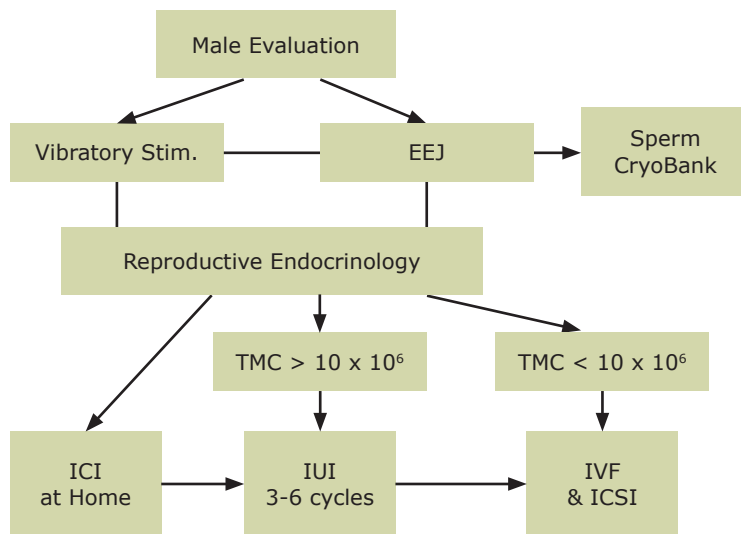 Male Evaluation
Vibratory Stim.
EEJ
Sperm
CryoBank
Reproductive Endocrinology
TMC > 10 x 10⁶
TMC < 10 x 10⁶
ICI
at Home
IUI
3-6 cycles
IVF
& ICSI